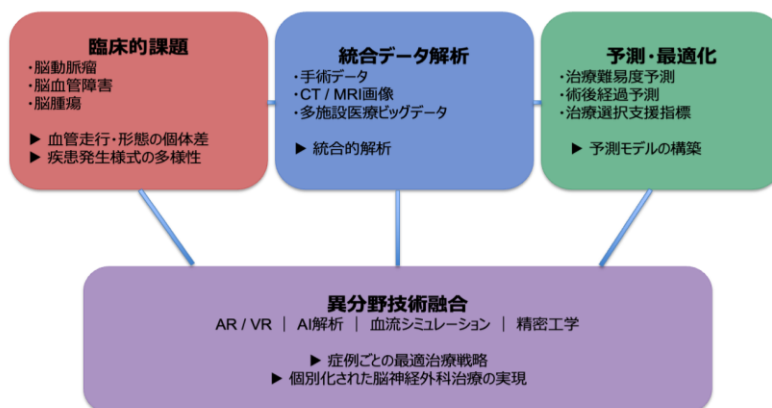 臨床的課題
・脳動脈瘤
・脳血管障害
・脳腫瘍
▶ 血管走行・形態の個体差
▶ 疾患発生様式の多様性
統合データ解析
・手術データ
・CT / MRI画像
・多施設医療ビッグデータ
▶ 統合的解析
予測・最適化
・治療難易度予測
・術後経過予測
・治療選択支援指標
▶ 予測モデルの構築
異分野技術融合
AR / VR ｜ AI解析 ｜ 血流シミュレーション ｜ 精密工学
▶ 症例ごとの最適治療戦略
▶ 個別化された脳神経外科治療の実現